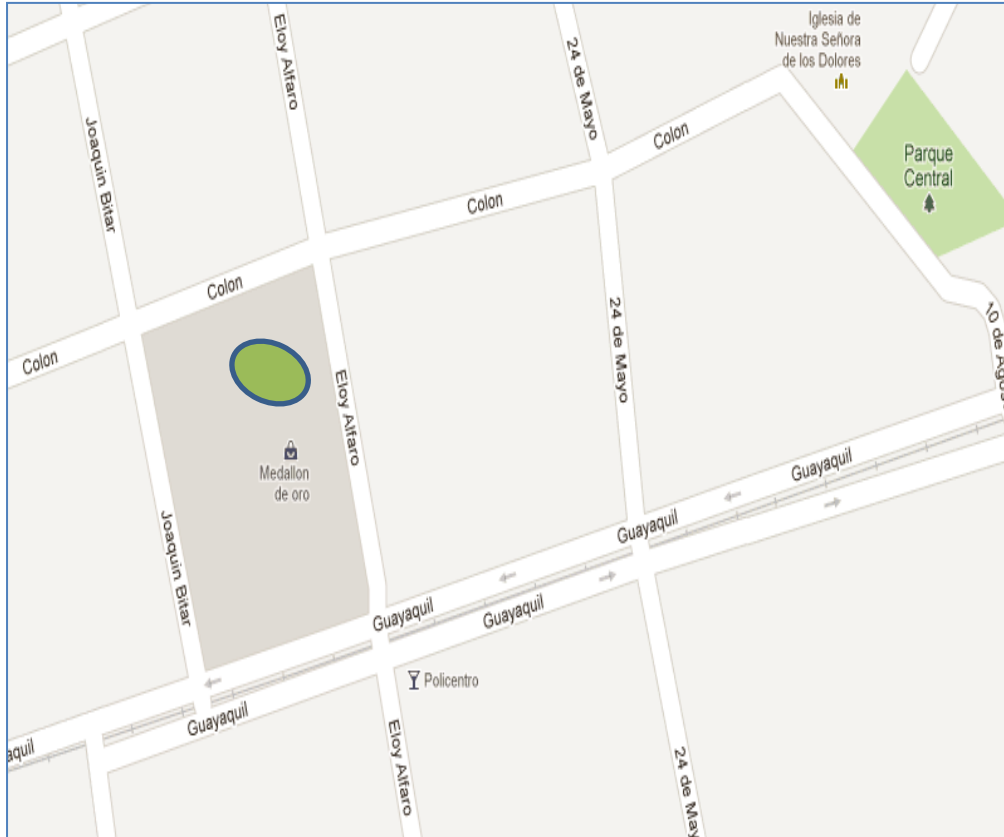 Iglesia de
Nuestra Señora
de los Dolores
Eloy Alfaro
24 de Mayo
Joaquin Bitar
Colon
Parque
Central
Colon
Colon
Colon
24 de Mayo
10 de Agos
Eloy Alfaro
Medallon
de oro
Guayaquil
Joaquin Bitar
Guayaquil
Guayaquil
Guayaquil
Policentro
Guayaquil
aquil
Eloy Alfaro
24 de Mayo